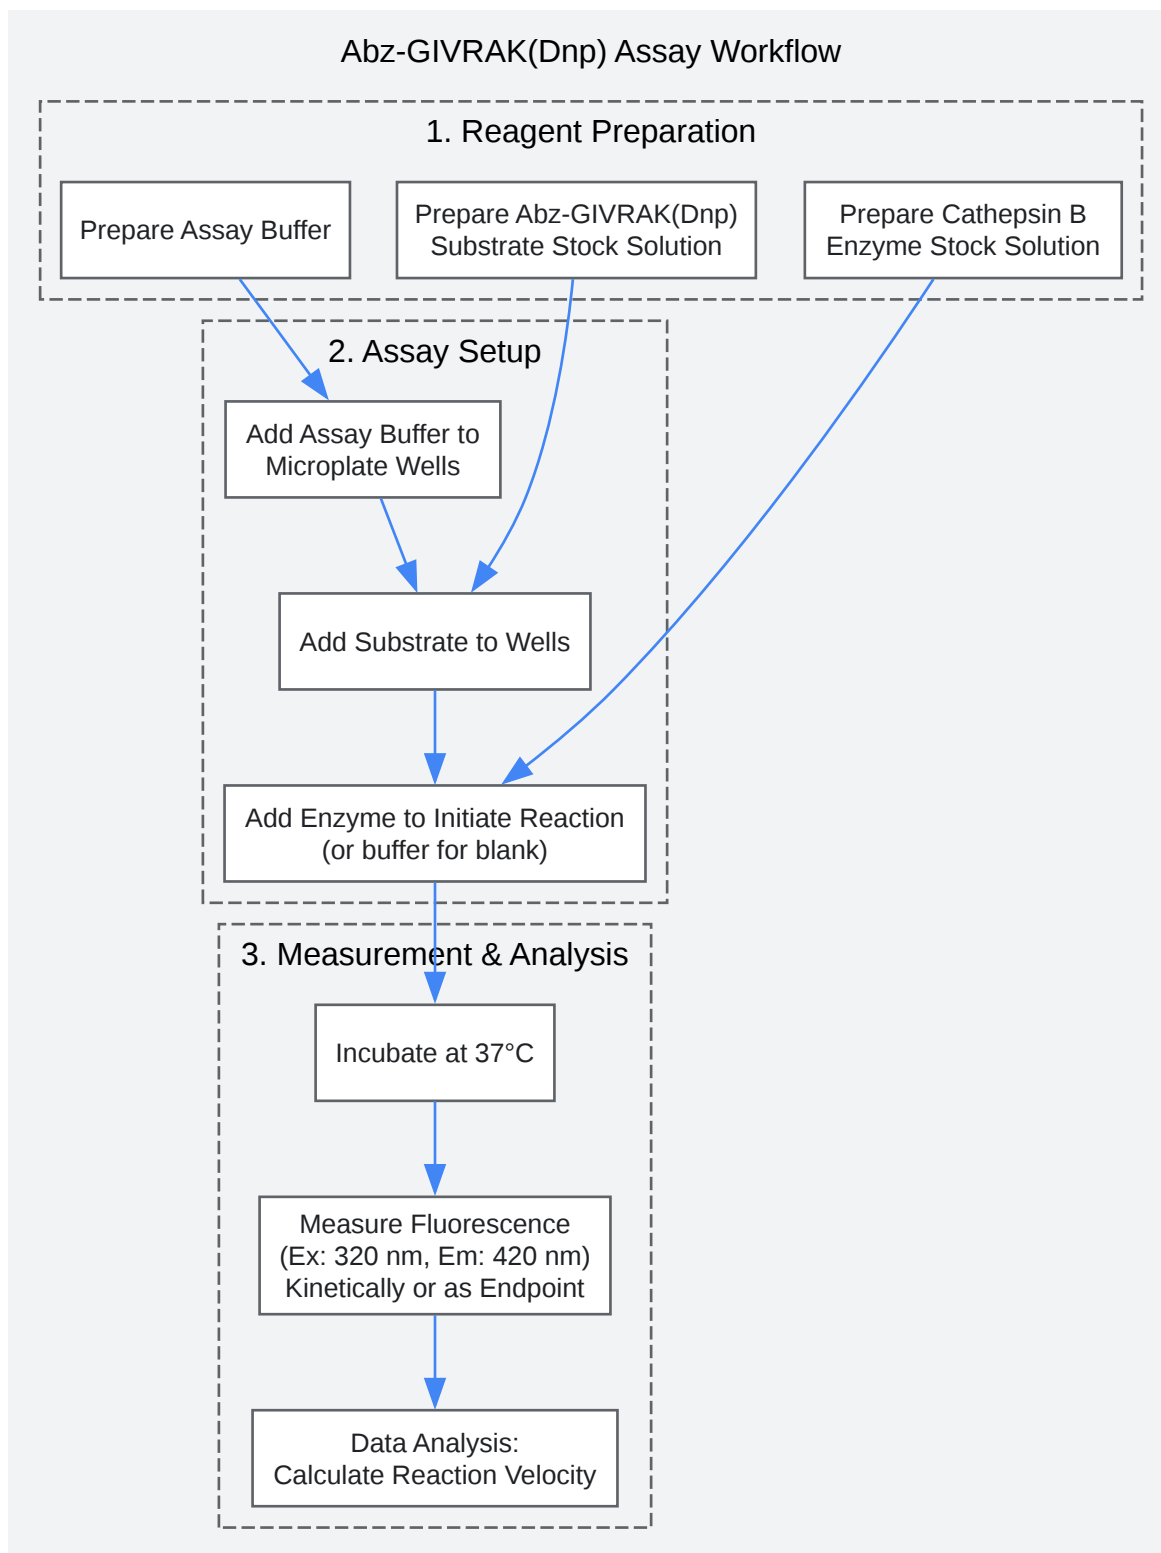 Abz-GIVRAK(Dnp) Assay Workflow
1. Reagent Preparation
Prepare Assay Buffer
Prepare Abz-GIVRAK(Dnp)
Substrate Stock Solution
Prepare Cathepsin B
Enzyme Stock Solution
2. Assay Setup
Add Assay Buffer to
Microplate Wells
Add Substrate to Wells
Add Enzyme to Initiate Reaction
(or buffer for blank)
3. Measurement & Analysis
Incubate at 37°C
Measure Fluorescence
(Ex: 320 nm, Em: 420 nm)
Kinetically or as Endpoint
Data Analysis:
Calculate Reaction Velocity